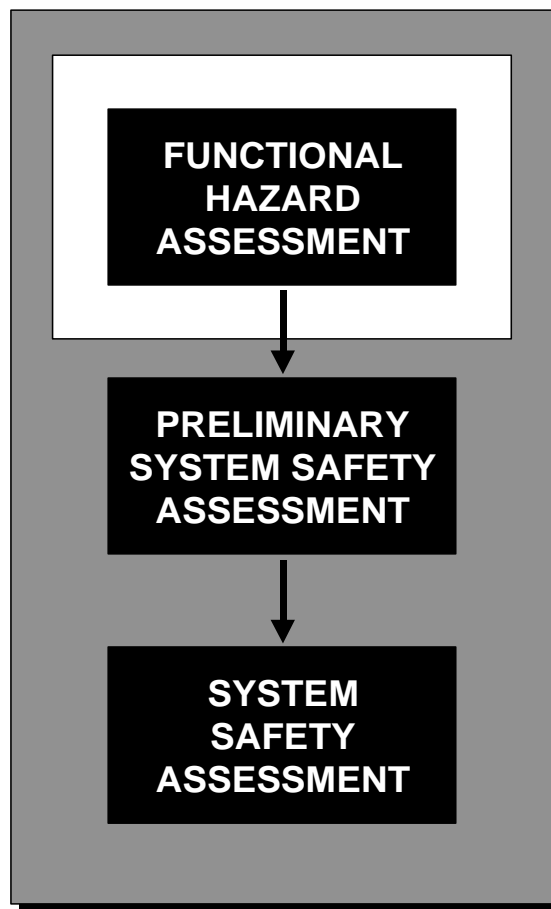 FUNCTIONAL
HAZARD
ASSESSMENT
PRELIMINARY
SYSTEM SAFETY
ASSESSMENT
SYSTEM
SAFETY
ASSESSMENT